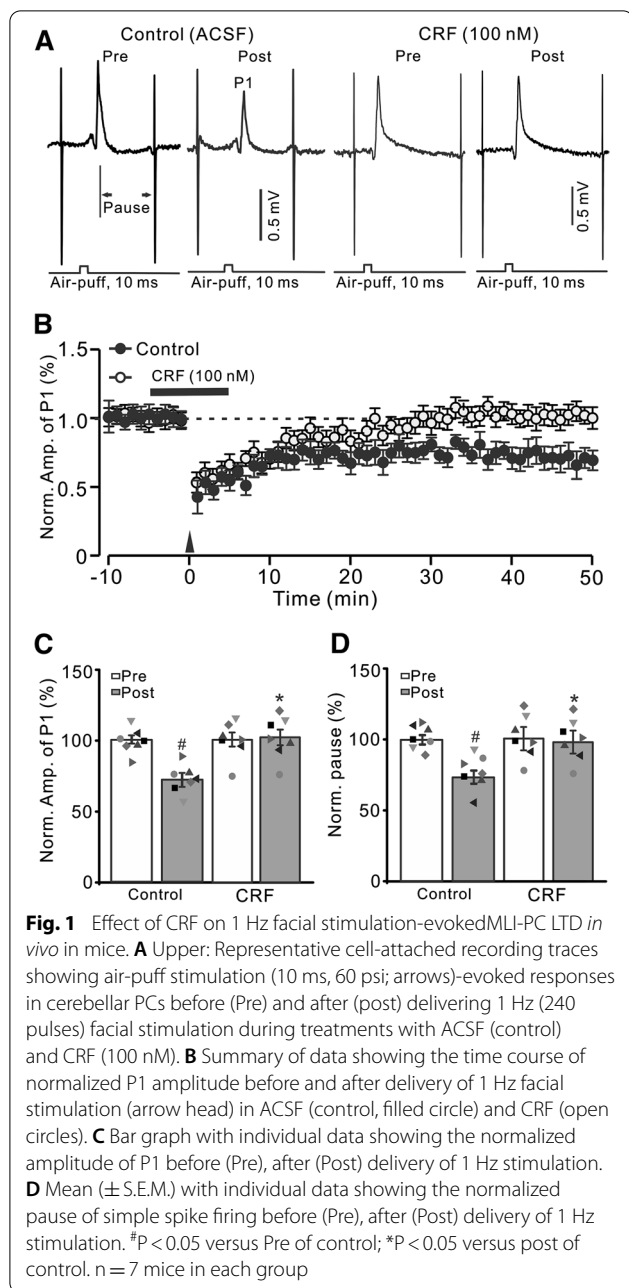 A
Control (ACSF)
CRF (100 nM)
Pre
Post
Pre
Post
P1
Pause
0.5 mV
0.5 mV
Air-puff, 10 ms
Air-puff, 10 ms
Air-puff, 10 ms
Air-puff, 10 ms
B
Norm. Amp. of P1 (%)
1.5
1.0
0.5
0
Control
CRF (100 nM)
-10
0
10
20
30
40
50
Time (min)
C
Norm. Amp. of P1 (%)
150
100
50
0
Pre
Post
#
*
Control
CRF
D
Norm. pause (%)
150
100
50
0
Pre
Post
#
*
Control
CRF
Fig. 1 Effect of CRF on 1 Hz facial stimulation-evokedMLI-PC LTD in
vivo in mice. A Upper: Representative cell-attached recording traces
showing air-puff stimulation (10 ms, 60 psi; arrows)-evoked responses
in cerebellar PCs before (Pre) and after (post) delivering 1 Hz (240
pulses) facial stimulation during treatments with ACSF (control)
and CRF (100 nM). B Summary of data showing the time course of
normalized P1 amplitude before and after delivery of 1 Hz facial
stimulation (arrow head) in ACSF (control, filled circle) and CRF (open
circles). C Bar graph with individual data showing the normalized
amplitude of P1 before (Pre), after (Post) delivery of 1 Hz stimulation.
D Mean (± S.E.M.) with individual data showing the normalized
pause of simple spike firing before (Pre), after (Post) delivery of 1 Hz
stimulation. #P < 0.05 versus Pre of control; *P < 0.05 versus post of
control. n = 7 mice in each group